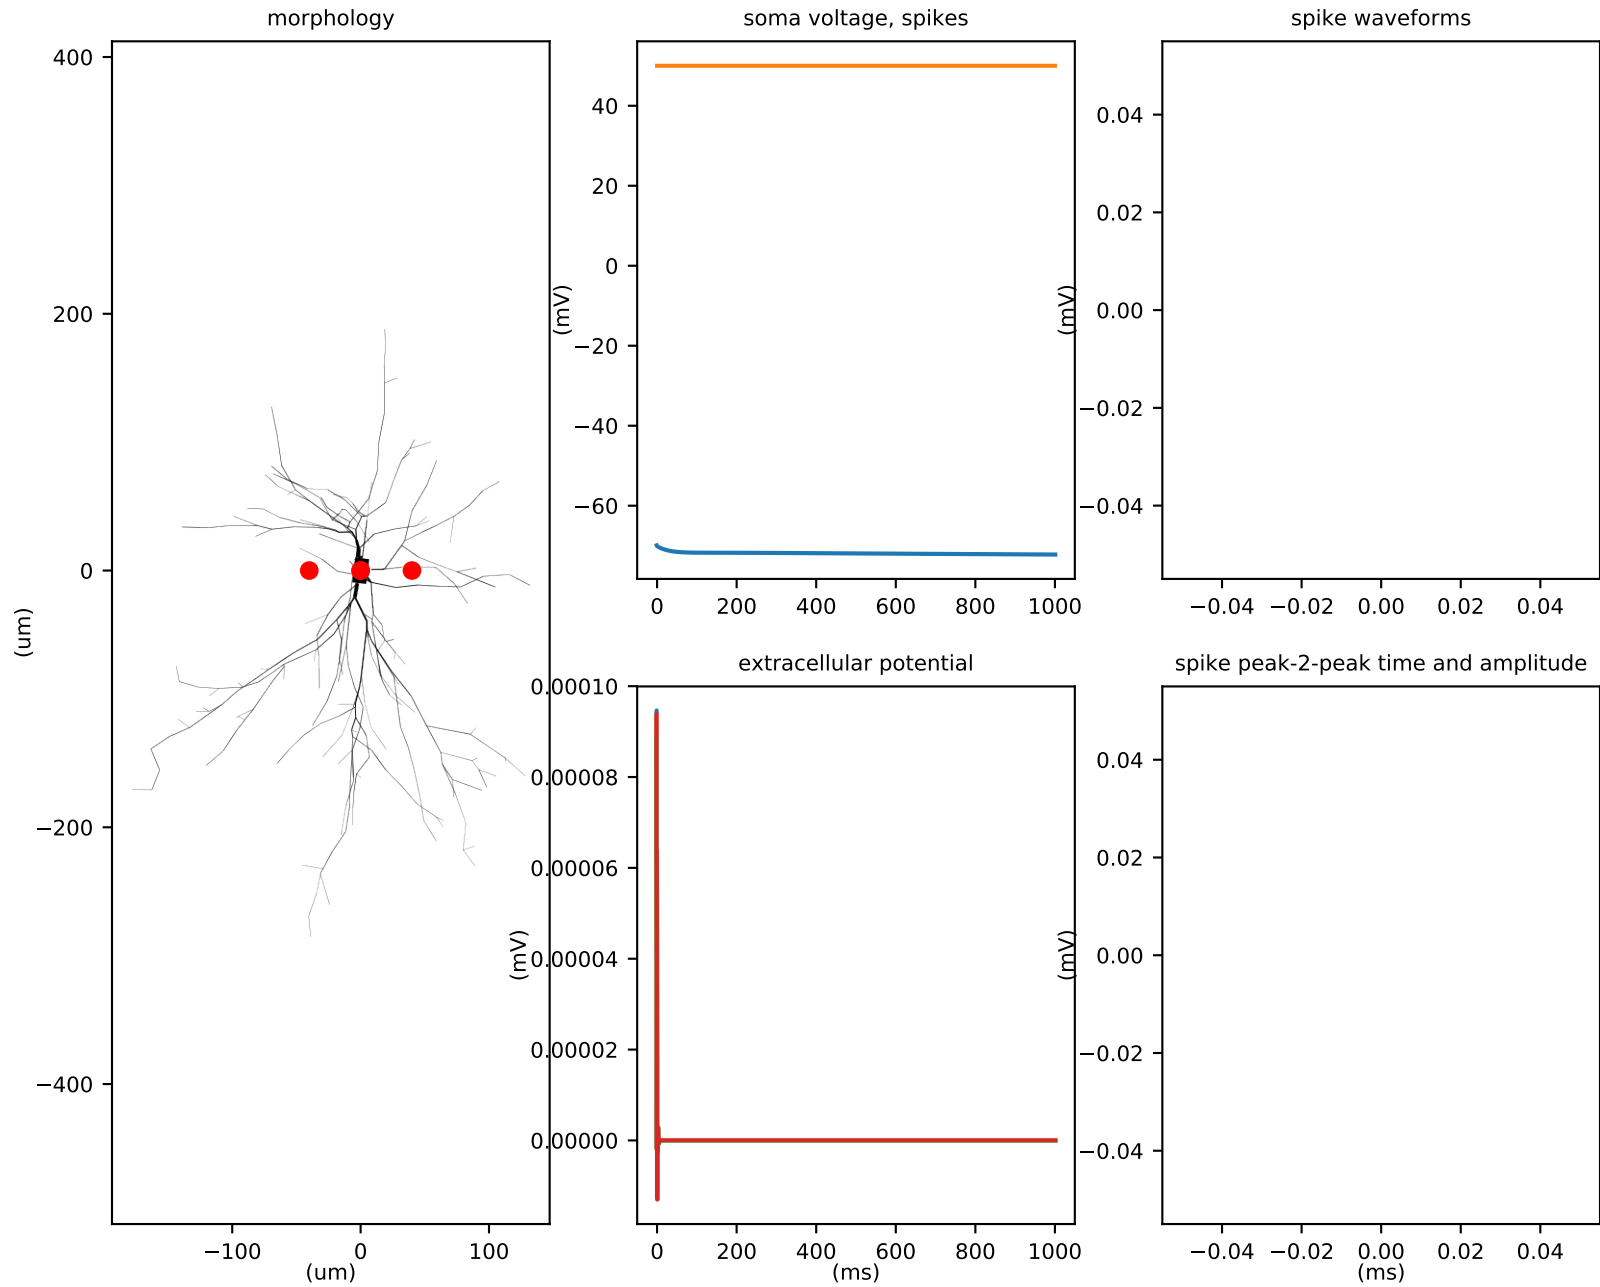 morphology
400
200
0
−200
−400
(um)
−100 0 100
(um)
soma voltage, spikes
40
20
0
−20
−40
−60
(mV)
0 200 400 600 800 1000
spike waveforms
0.04
0.02
0.00
−0.02
−0.04
(mV)
−0.04 −0.02 0.00 0.02 0.04
extracellular potential
0.00010
0.00008
0.00006
0.00004
0.00002
0.00000
(mV)
0 200 400 600 800 1000
(ms)
spike peak-2-peak time and amplitude
0.04
0.02
0.00
−0.02
−0.04
(mV)
−0.04 −0.02 0.00 0.02 0.04
(ms)